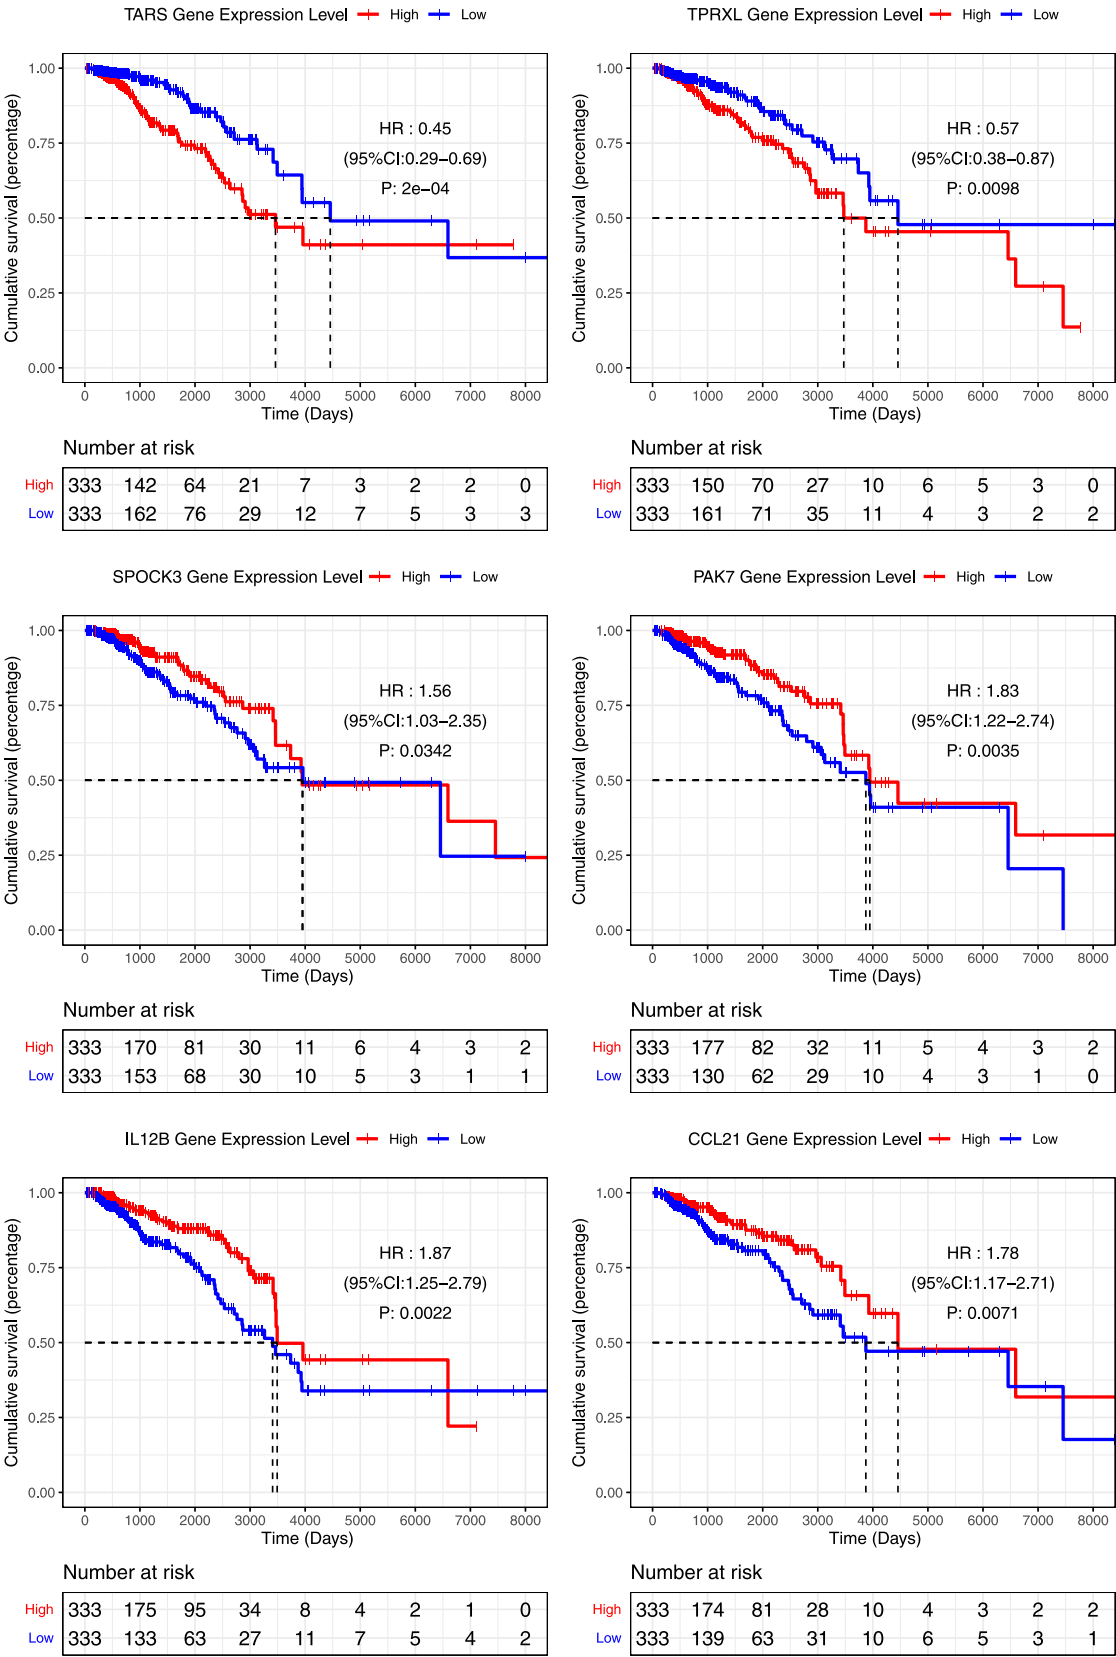 TARS Gene Expression Level High Low
Cumulative survival (percentage)
1.00
0.75
0.50
0.25
0.00
HR : 0.45
(95%CI:0.29–0.69)
P: 2e−04
0 1000 2000 3000 4000 5000 6000 7000 8000
Time (Days)
Number at risk
High 333 142 64 21 7 3 2 2 0
Low 333 162 76 29 12 7 5 3 3
TPRXL Gene Expression Level High Low
Cumulative survival (percentage)
1.00
0.75
0.50
0.25
0.00
HR : 0.57
(95%CI:0.38–0.87)
P: 0.0098
0 1000 2000 3000 4000 5000 6000 7000 8000
Time (Days)
Number at risk
High 333 150 70 27 10 6 5 3 0
Low 333 161 71 35 11 4 3 2 2
SPOCK3 Gene Expression Level High Low
Cumulative survival (percentage)
1.00
0.75
0.50
0.25
0.00
HR : 1.56
(95%CI:1.03–2.35)
P: 0.0342
0 1000 2000 3000 4000 5000 6000 7000 8000
Time (Days)
Number at risk
High 333 170 81 30 11 6 4 3 2
Low 333 153 68 30 10 5 3 1 1
PAK7 Gene Expression Level High Low
Cumulative survival (percentage)
1.00
0.75
0.50
0.25
0.00
HR : 1.83
(95%CI:1.22–2.74)
P: 0.0035
0 1000 2000 3000 4000 5000 6000 7000 8000
Time (Days)
Number at risk
High 333 177 82 32 11 5 4 3 2
Low 333 130 62 29 10 4 3 1 0
IL12B Gene Expression Level High Low
Cumulative survival (percentage)
1.00
0.75
0.50
0.25
0.00
HR : 1.87
(95%CI:1.25–2.79)
P: 0.0022
0 1000 2000 3000 4000 5000 6000 7000 8000
Time (Days)
Number at risk
High 333 175 95 34 8 4 2 1 0
Low 333 133 63 27 11 7 5 4 2
CCL21 Gene Expression Level High Low
Cumulative survival (percentage)
1.00
0.75
0.50
0.25
0.00
HR : 1.78
(95%CI:1.17–2.71)
P: 0.0071
0 1000 2000 3000 4000 5000 6000 7000 8000
Time (Days)
Number at risk
High 333 174 81 28 10 4 3 2 2
Low 333 139 63 31 10 6 5 3 1